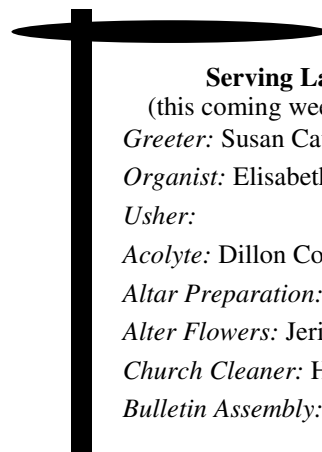 Serving La
(this coming wee
Greeter: Susan Ca
Organist: Elisabeth
Usher:
Acolyte: Dillon Co
Altar Preparation:
Alter Flowers: Jeri
Church Cleaner: H
Bulletin Assembly: